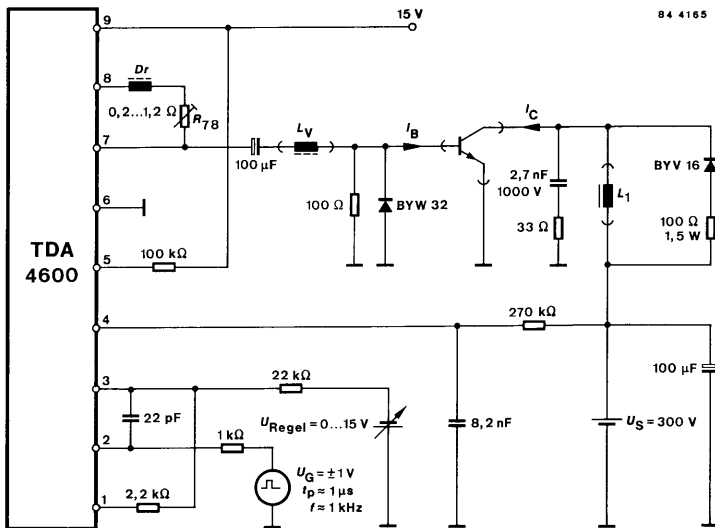 84 4165
9
15 V
8
Dr
0,2...1,2 Ω
R78
7
100 µF
LV
IB
IC
100 Ω
BYW 32
2,7 nF
1000 V
33 Ω
L1
BYV 16
100 Ω
1,5 W
6
TDA
4600
5
100 kΩ
4
270 kΩ
3
22 kΩ
22 pF
URegel = 0...15 V
8,2 nF
US = 300 V
100 µF
2
1 kΩ
UG = ±1 V
tp ≈ 1 µs
f ≈ 1 kHz
1
2,2 kΩ